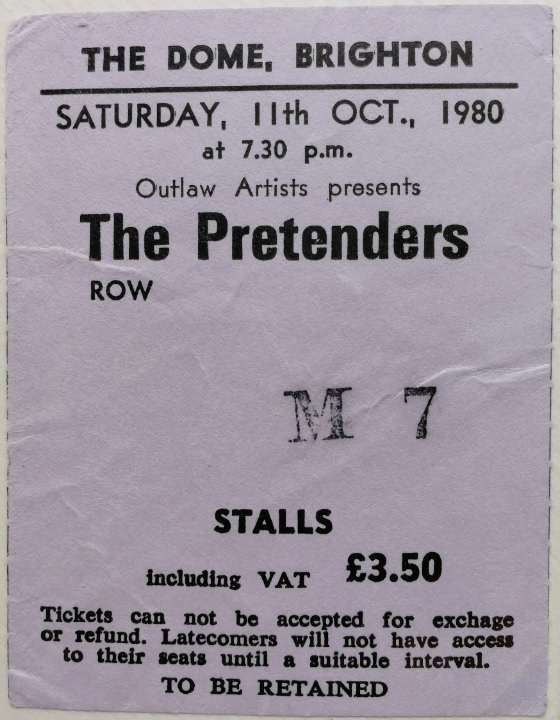 THE DOME, BRIGHTON
SATURDAY, 11th OCT., 1980
at 7.30 p.m.
Outlaw Artists presents
The Pretenders
ROW
M 7
STALLS
including VAT £3.50
Tickets can not be accepted for exchage
or refund. Latecomers will not have access
to their seats until a suitable interval.
TO BE RETAINED